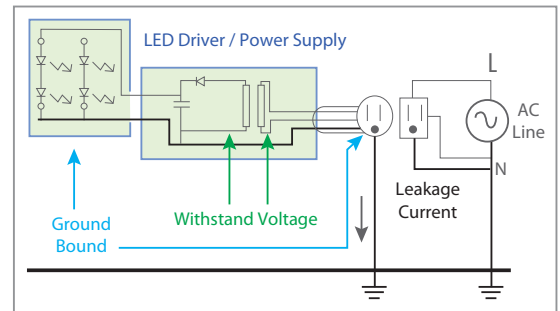 LED Driver / Power Supply
L
AC
Line
N
Leakage
Current
Withstand Voltage
Ground
Bound